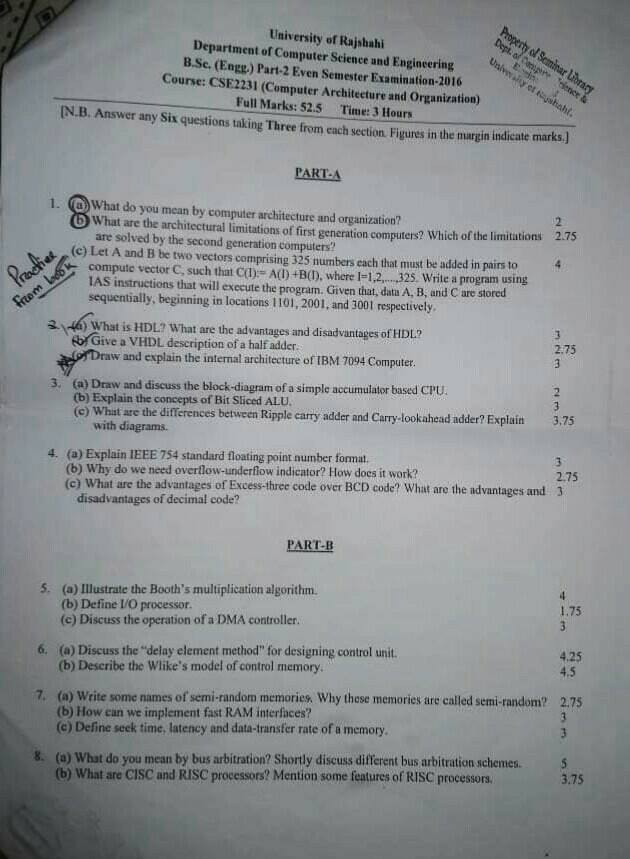 University of Rajshahi
Department of Computer Science and Engineering
B.Sc. (Engg.) Part-2 Even Semester Examination-2016
Course: CSE2231 (Computer Architecture and Organization)
Full Marks: 52.5 Time: 3 Hours
Property of Seminar Library
Dept. of Computer Science &
University of Rajshahi.
[N.B. Answer any Six questions taking Three from each section. Figures in the margin indicate marks.]
PART-A
1. (a) What do you mean by computer architecture and organization? 2
(b) What are the architectural limitations of first generation computers? Which of the limitations 2.75
are solved by the second generation computers?
(c) Let A and B be two vectors comprising 325 numbers each that must be added in pairs to 4
compute vector C, such that C(I):= A(I) +B(I), where I=1,2,....,325. Write a program using
IAS instructions that will execute the program. Given that, data A, B, and C are stored
sequentially, beginning in locations 1101, 2001, and 3001 respectively.
Practice
From book
2. (a) What is HDL? What are the advantages and disadvantages of HDL? 3
(b) Give a VHDL description of a half adder. 2.75
(c) Draw and explain the internal architecture of IBM 7094 Computer. 3
3. (a) Draw and discuss the block-diagram of a simple accumulator based CPU. 2
(b) Explain the concepts of Bit Sliced ALU. 3
(c) What are the differences between Ripple carry adder and Carry-lookahead adder? Explain 3.75
with diagrams.
4. (a) Explain IEEE 754 standard floating point number format. 3
(b) Why do we need overflow-underflow indicator? How does it work? 2.75
(c) What are the advantages of Excess-three code over BCD code? What are the advantages and 3
disadvantages of decimal code?
PART-B
5. (a) Illustrate the Booth's multiplication algorithm. 4
(b) Define I/O processor. 1.75
(c) Discuss the operation of a DMA controller. 3
6. (a) Discuss the "delay element method" for designing control unit. 4.25
(b) Describe the Wlike's model of control memory. 4.5
7. (a) Write some names of semi-random memories. Why these memories are called semi-random? 2.75
(b) How can we implement fast RAM interfaces? 3
(c) Define seek time, latency and data-transfer rate of a memory. 3
8. (a) What do you mean by bus arbitration? Shortly discuss different bus arbitration schemes. 5
(b) What are CISC and RISC processors? Mention some features of RISC processors. 3.75